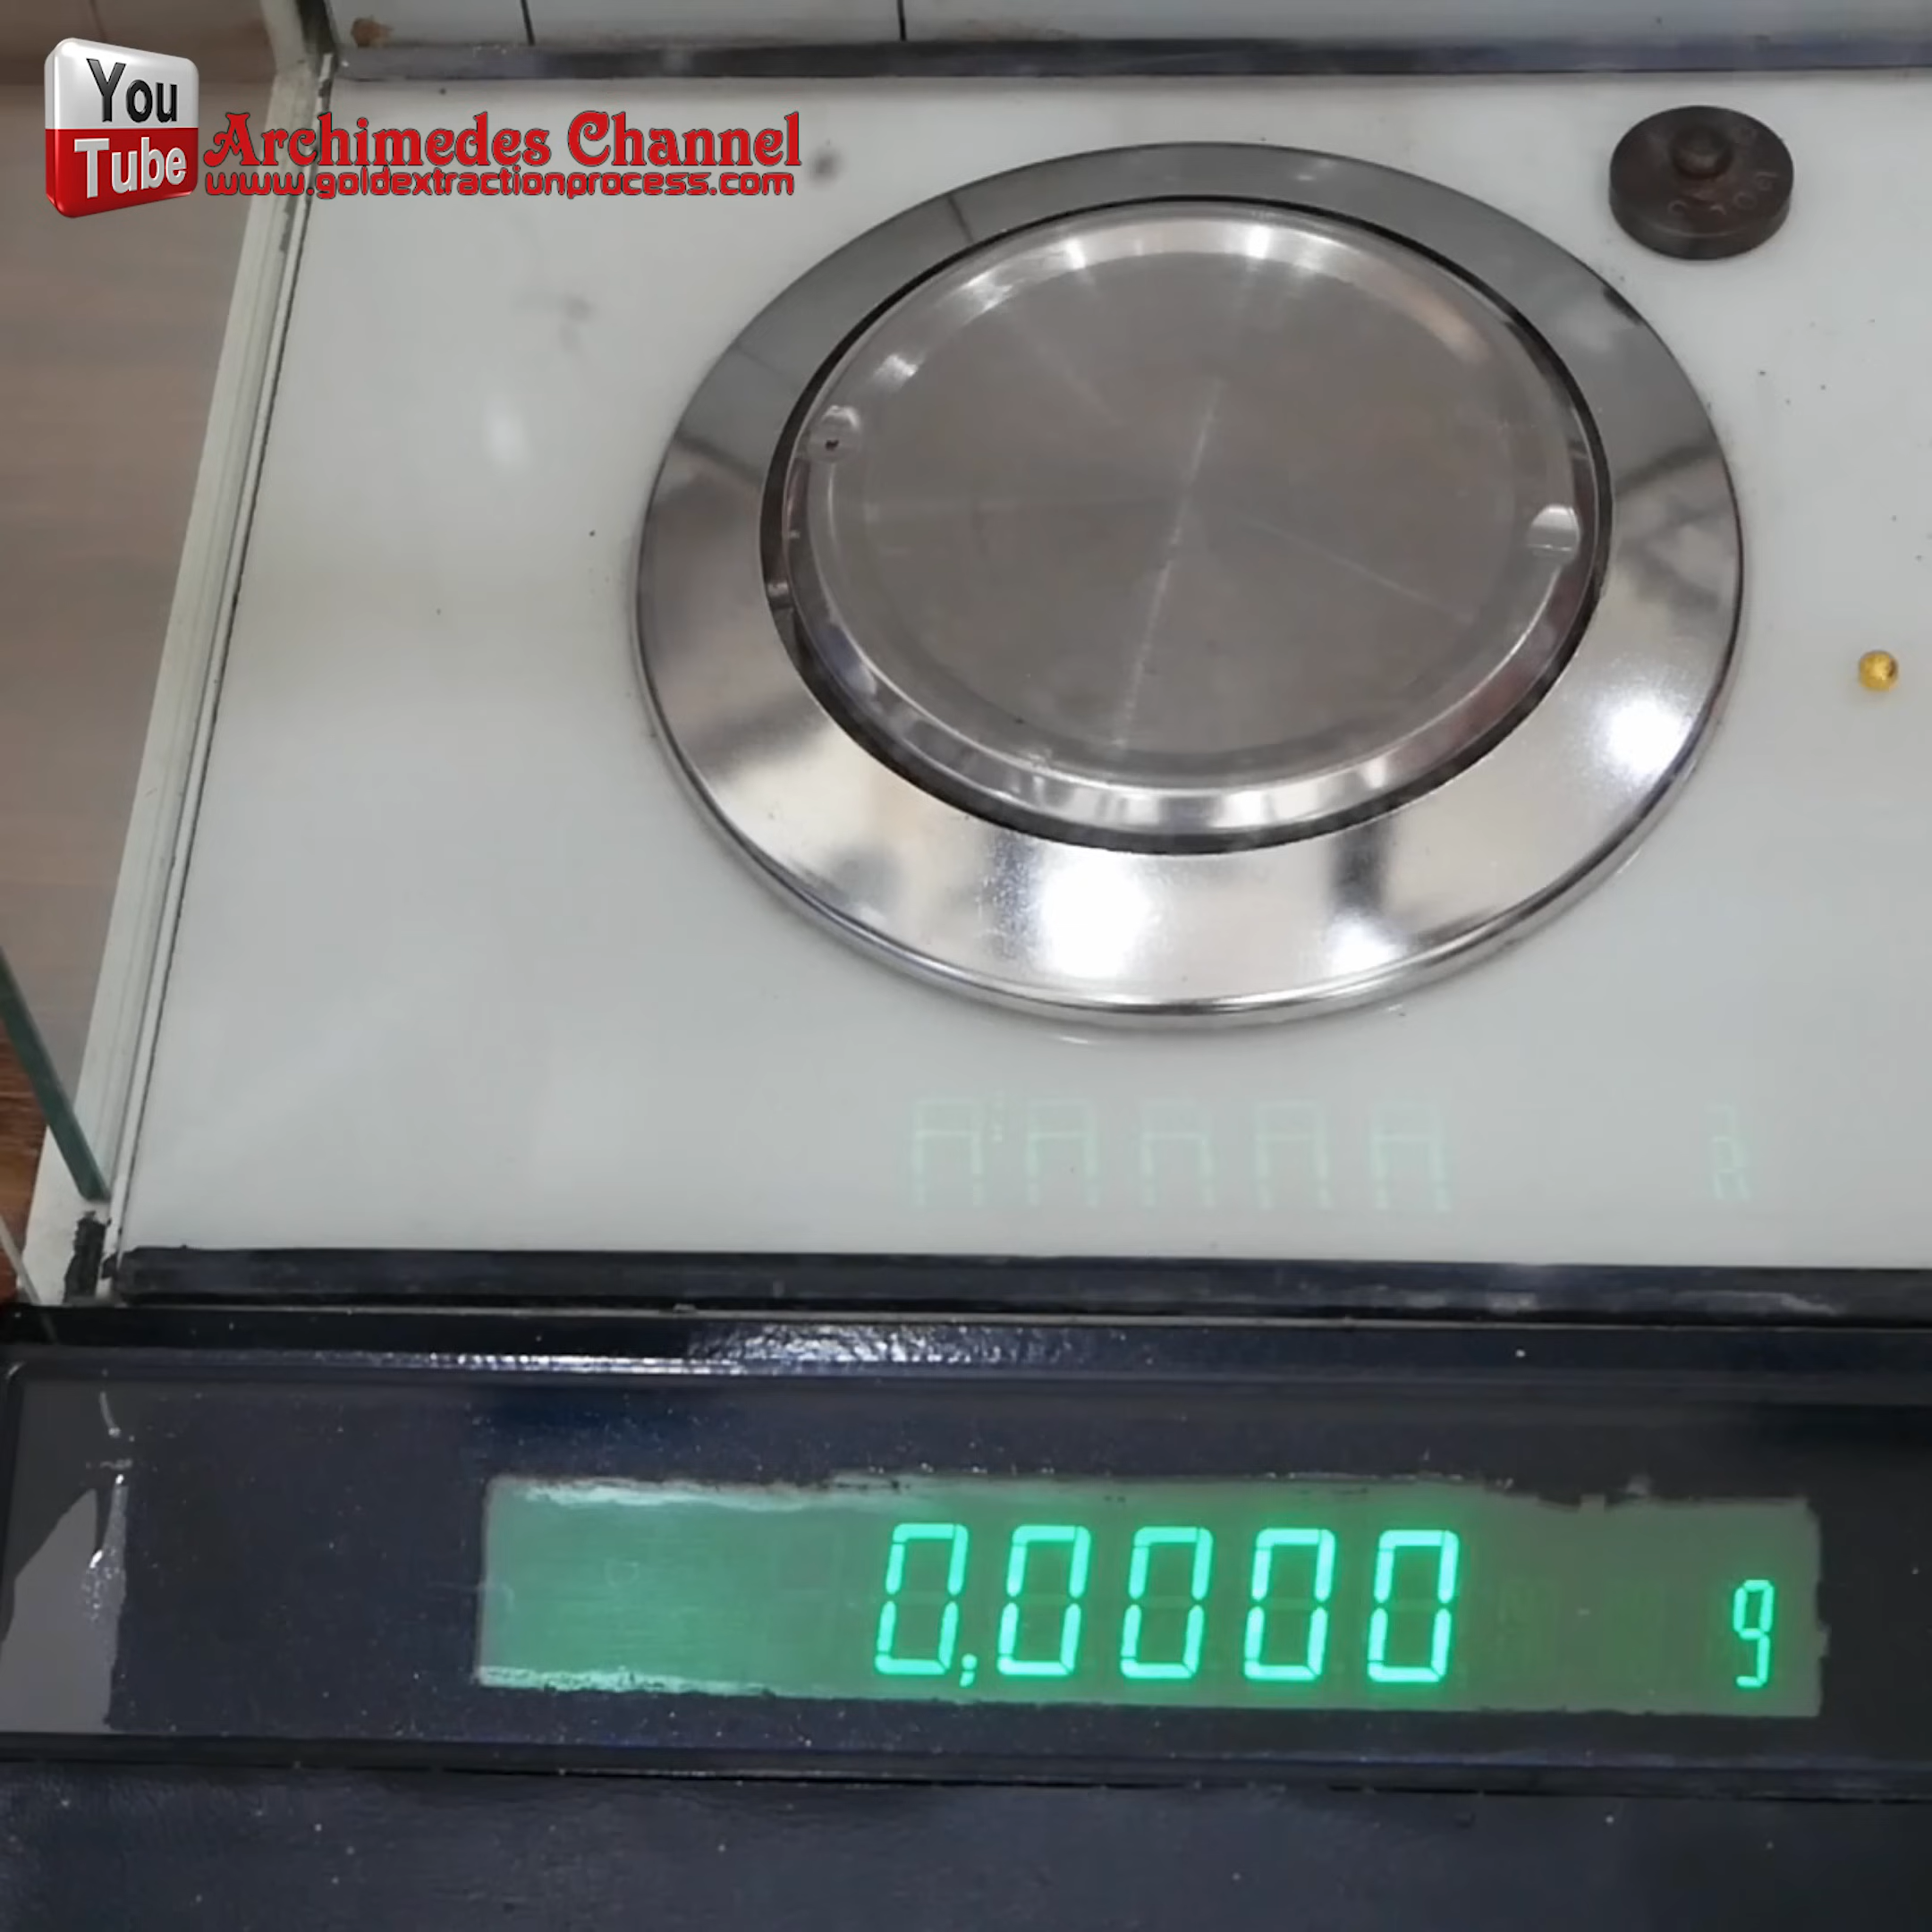 You
Tube
Archimedes Channel
www.goldextractionprocess.com
0,0000 g